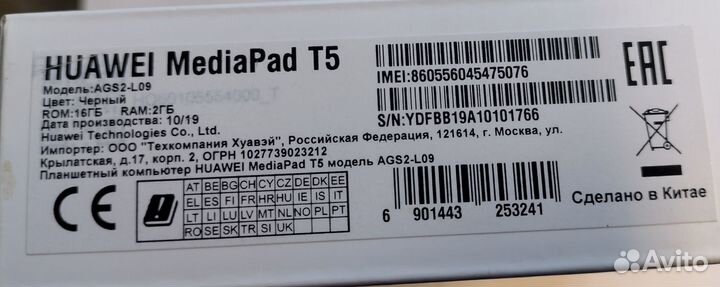 HUAWEI MediaPad T5
Модель:AGS2-L09
Цвет: Черный
ROM:16ГБ RAM:2ГБ
Дата производства: 10/19
Huawei Technologies Co., Ltd.
Импортер: ООО "Техкомпания Хуавэй", Российская Федерация, 121614, г. Москва, ул.
Крылатская, д.17, корп. 2, ОГРН 1027739023212
Планшетный компьютер HUAWEI MediaPad T5 модель AGS2-L09
IMEI:860556045475076
S/N:YDFBB19A10101766
EAC
CE
AT BE BG CH CY CZ DE DK EE
EL ES FI FR HR HU IE IS IT
LT LI LU LV MT NL NO PL PT
RO SE SK TR SI UK
6 901443 253241
Сделано в Китае
Avito